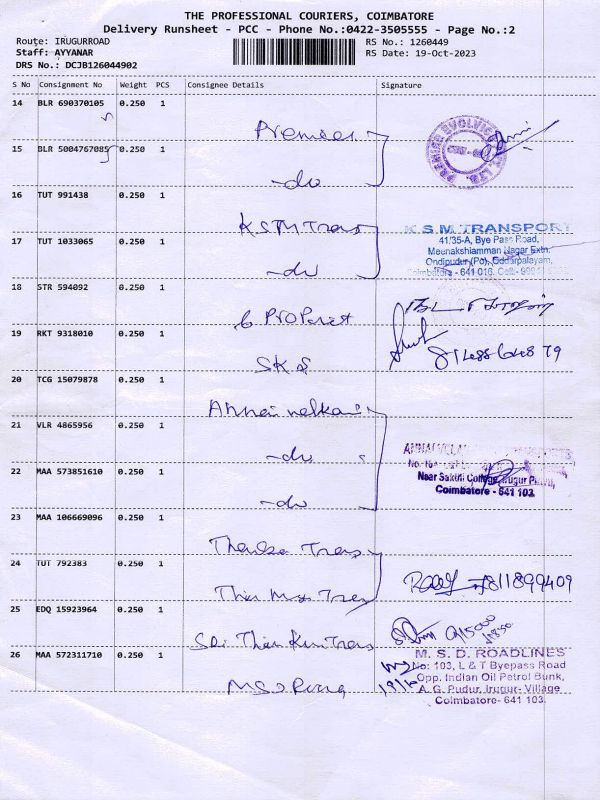 THE PROFESSIONAL COURIERS, COIMBATORE
Delivery Runsheet - PCC - Phone No.:0422-3505555 - Page No.:2
Route: IRUGURROAD
RS No.: 1260449
Staff: AYYANAR
RS Date: 19-Oct-2023
DRS No.: DCJB126044902
S No Consignment No Weight PCS Consignee Details Signature
14 BLR 690370105 0.250 1
Premier
15 BLR 5004767085 0.250 1
-do
16 TUT 991438 0.250 1
KSM Trans
K S M TRANSPORT
41/35-A, Bye Pass Road,
Meenakshiamman Nagar Extn.
17 TUT 1033065 0.250 1
Ondipudur (Po), Odderpalayam,
-do
Coimbatore - 641 016. Cell:-
18 STR 594092 0.250 1
19 RKT 9318010 0.250 1
SKS
20 TCG 15079878 0.250 1
21 VLR 4865956 0.250 1
-do
22 MAA 573851610 0.250 1
Near Sakthi College, Irugur
Coimbatore - 641 103
-do
23 MAA 106669096 0.250 1
Trans
24 TUT 792383 0.250 1
25 EDQ 15923964 0.250 1
Sri Trans
26 MAA 572311710 0.250 1
M. S. D. ROADLINES
No: 103, L & T Byepass Road
Opp. Indian Oil Petrol Bunk,
A. G. Pudur, Irugur- Village
Coimbatore- 641 103